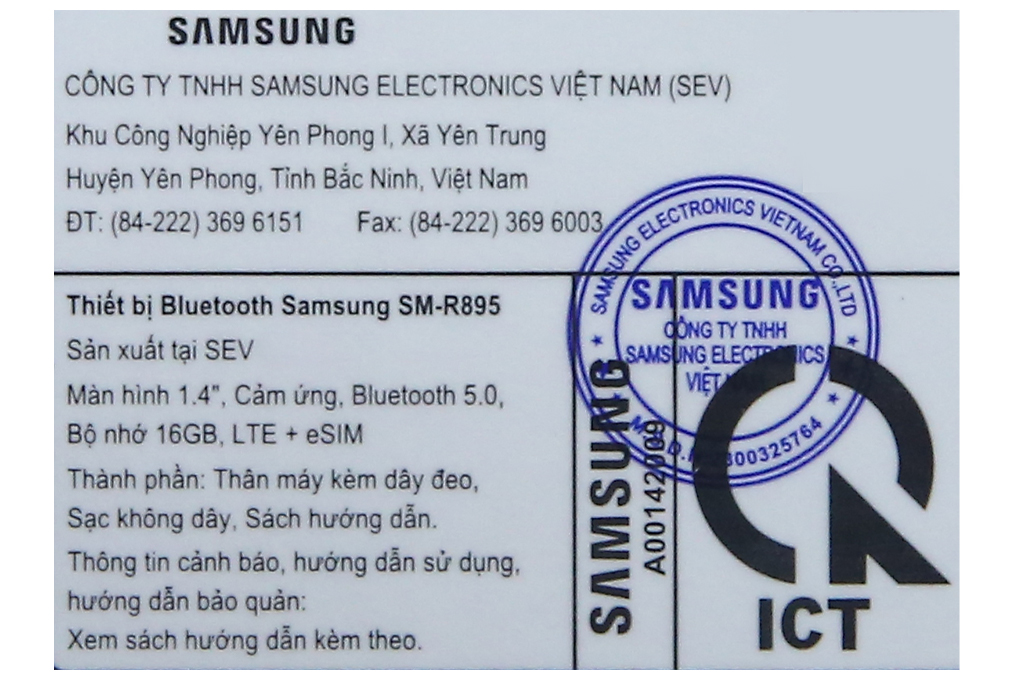 SAMSUNG
CÔNG TY TNHH SAMSUNG ELECTRONICS VIỆT NAM (SEV)
Khu Công Nghiệp Yên Phong I, Xã Yên Trung
Huyện Yên Phong, Tỉnh Bắc Ninh, Việt Nam
ĐT: (84-222) 369 6151 Fax: (84-222) 369 6003
Thiết bị Bluetooth Samsung SM-R895
Sản xuất tại SEV
Màn hình 1.4", Cảm ứng, Bluetooth 5.0,
Bộ nhớ 16GB, LTE + eSIM
Thành phần: Thân máy kèm dây đeo,
Sạc không dây, Sách hướng dẫn.
Thông tin cảnh báo, hướng dẫn sử dụng,
hướng dẫn bảo quản:
Xem sách hướng dẫn kèm theo.
SAMSUNG
A00142009
SAMSUNG ELECTRONICS VIETNAM CO.,LTD
SAMSUNG
CÔNG TY TNHH
SAMSUNG ELECTRONICS
VIỆT
300325764
ICT